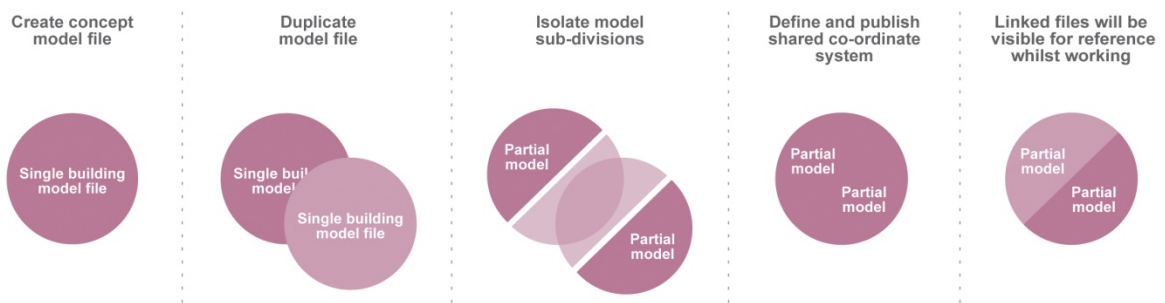 Create concept
model file
Duplicate
model file
Isolate model
sub-divisions
Define and publish
shared co-ordinate
system
Linked files will be
visible for reference
whilst working
Single building
model file
Single buil
model
Single building
model file
Partial
model
Partial
model
Partial
model
Partial
model
Partial
model
Partial
model